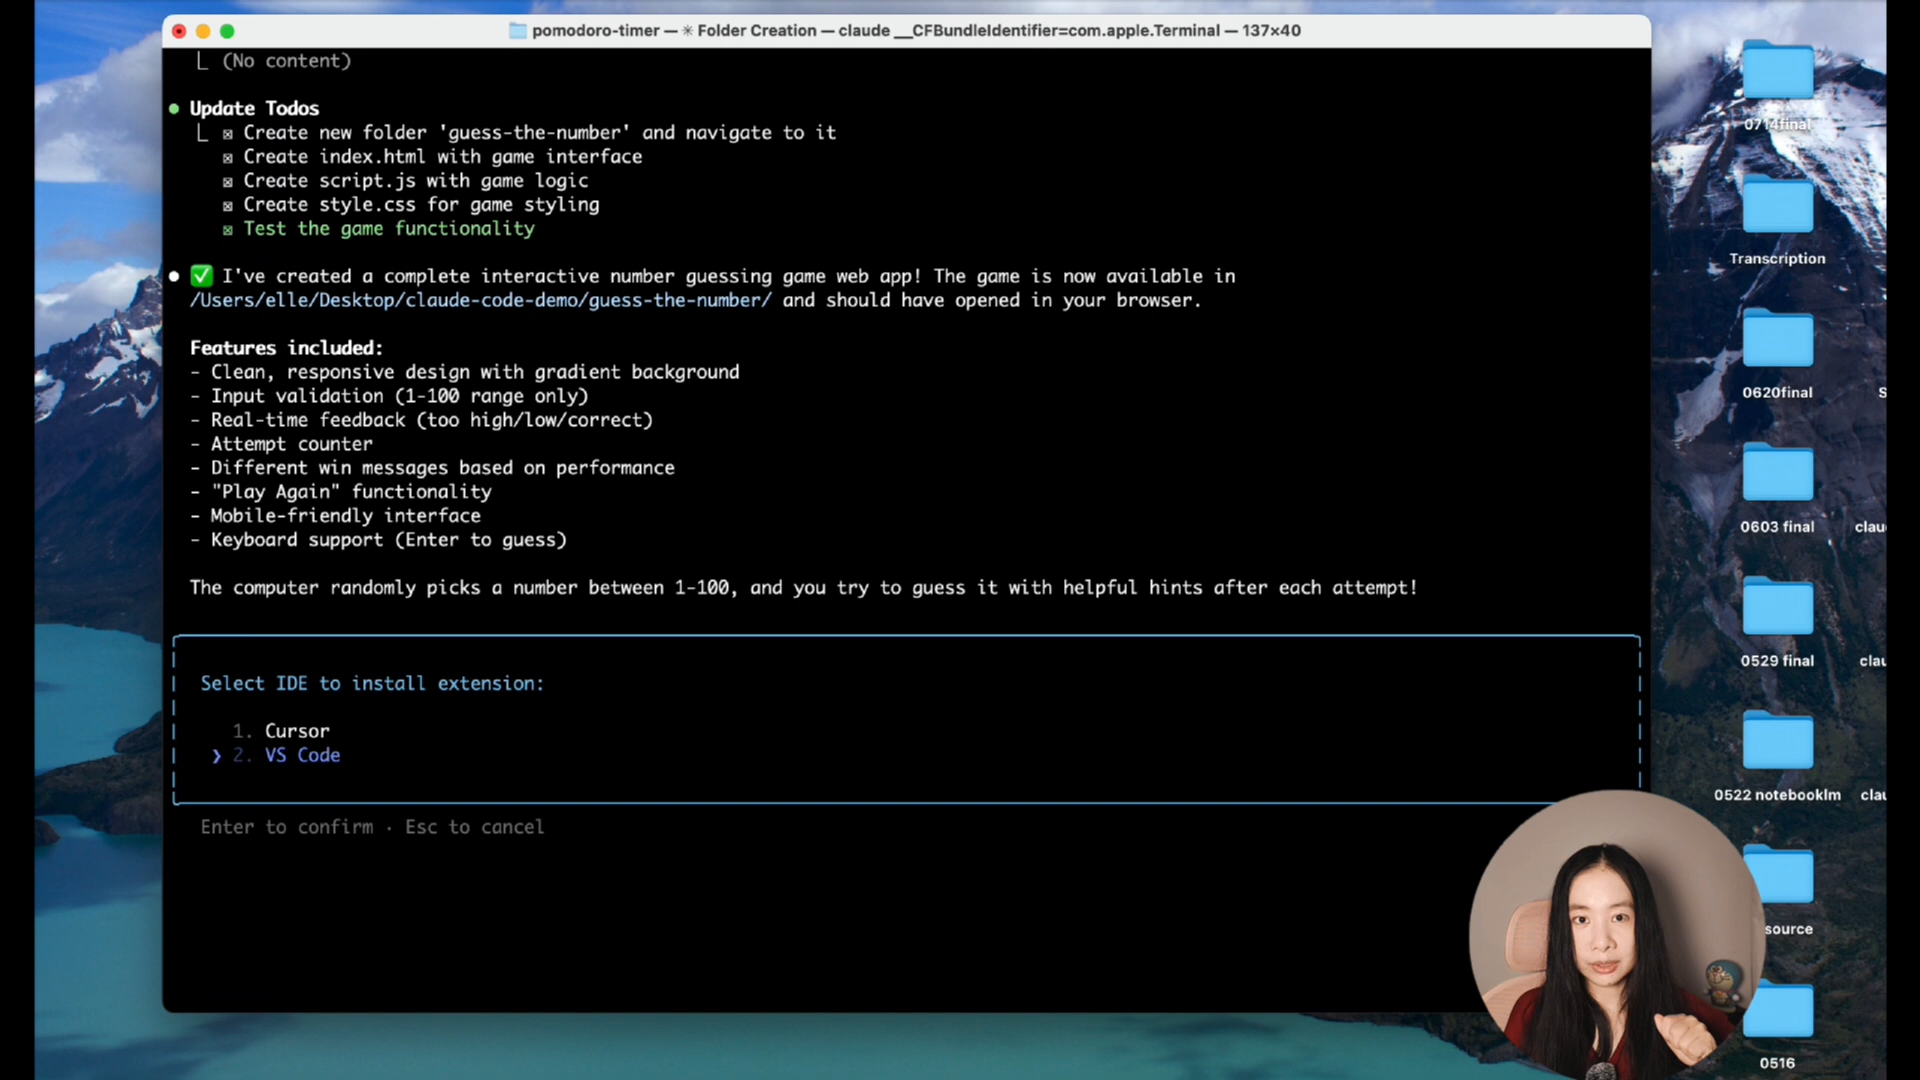 pomodoro-timer — ✳ Folder Creation — claude __CFBundleIdentifier=com.apple.Terminal — 137×40
⎿ (No content)
Update Todos
⎿ ☒ Create new folder 'guess-the-number' and navigate to it
☒ Create index.html with game interface
☒ Create script.js with game logic
☒ Create style.css for game styling
☒ Test the game functionality
✅ I've created a complete interactive number guessing game web app! The game is now available in
/Users/elle/Desktop/claude-code-demo/guess-the-number/ and should have opened in your browser.
Features included:
- Clean, responsive design with gradient background
- Input validation (1-100 range only)
- Real-time feedback (too high/low/correct)
- Attempt counter
- Different win messages based on performance
- "Play Again" functionality
- Mobile-friendly interface
- Keyboard support (Enter to guess)
The computer randomly picks a number between 1-100, and you try to guess it with helpful hints after each attempt!
Select IDE to install extension:
1. Cursor
❯ 2. VS Code
Enter to confirm · Esc to cancel
0714final
Transcription
0620final
S
0603 final
clau
0529 final
clau
0522 notebooklm
clau
source
0516